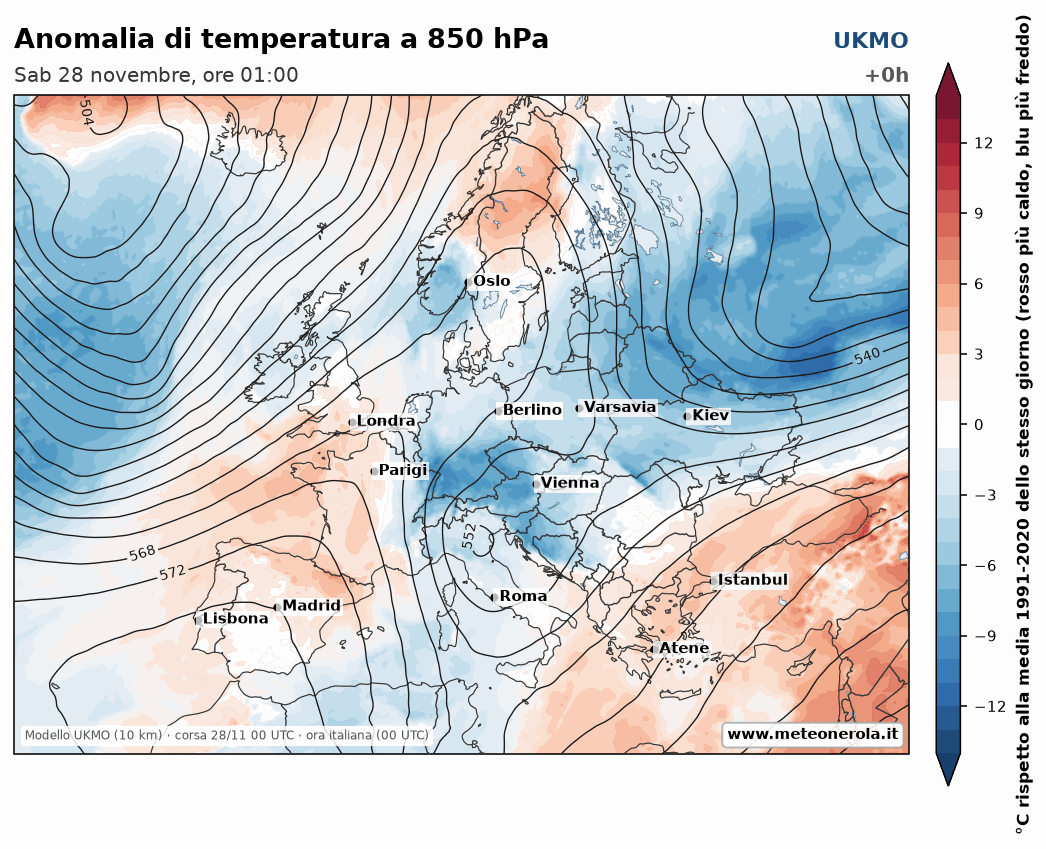 Anomalia di temperatura a 850 hPa
UKMO
Sab 28 novembre, ore 01:00
+0h
504
Oslo
540
Berlino
Varsavia
Kiev
Londra
Parigi
Vienna
552
568
572
Istanbul
Roma
Madrid
Lisbona
Atene
Modello UKMO (10 km) · corsa 28/11 00 UTC · ora italiana (00 UTC)
www.meteonerola.it
12
9
6
3
0
−3
−6
−9
−12
°C rispetto alla media 1991-2020 dello stesso giorno (rosso più caldo, blu più freddo)